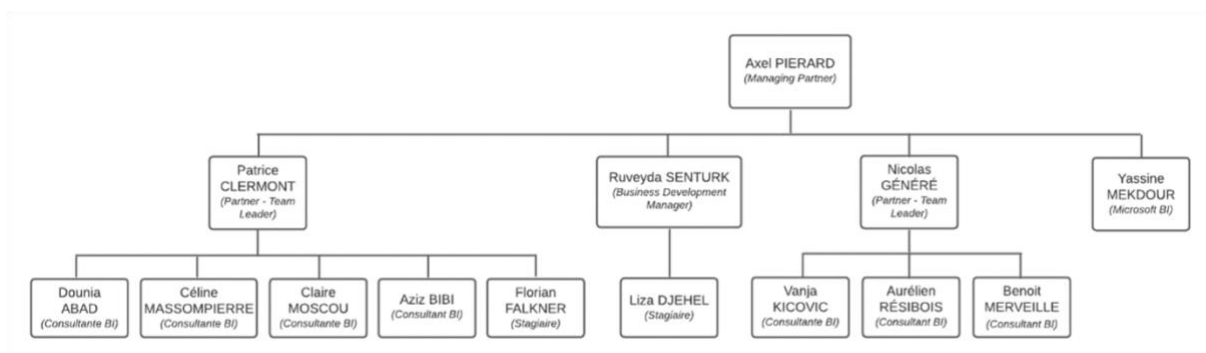 Axel PIERARD
(Managing Partner)
Patrice
CLERMONT
(Partner - Team
Leader)
Ruveyda SENTURK
(Business Development
Manager)
Nicolas
GÉNÉRÉ
(Partner - Team
Leader)
Yassine
MEKDOUR
(Microsoft BI)
Dounia
ABAD
(Consultante BI)
Céline
MASSOMPIERRE
(Consultante BI)
Claire
MOSCOU
(Consultante BI)
Aziz BIBI
(Consultant BI)
Florian
FALKNER
(Stagiaire)
Liza DJEHEL
(Stagiaire)
Vanja
KICOVIC
(Consultante BI)
Aurélien
RÉSIBOIS
(Consultant BI)
Benoit
MERVEILLE
(Consultant BI)